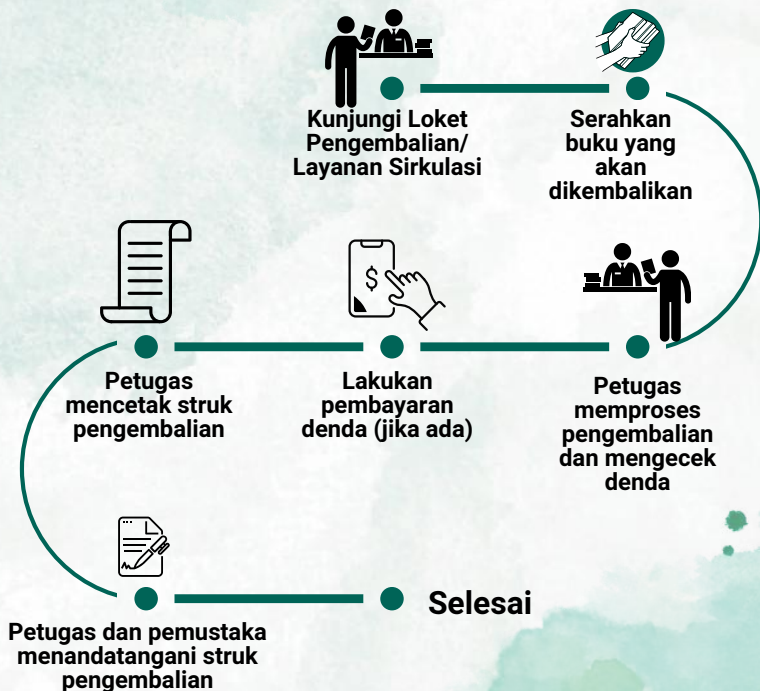 Kunjungi Loket
Pengembalian/
Layanan Sirkulasi
Serahkan
buku yang
akan
dikembalikan
Petugas
memproses
pengembalian
dan mengecek
denda
$
Lakukan
pembayaran
denda (jika ada)
Petugas
mencetak struk
pengembalian
Petugas dan pemustaka
menandatangani struk
pengembalian
Selesai